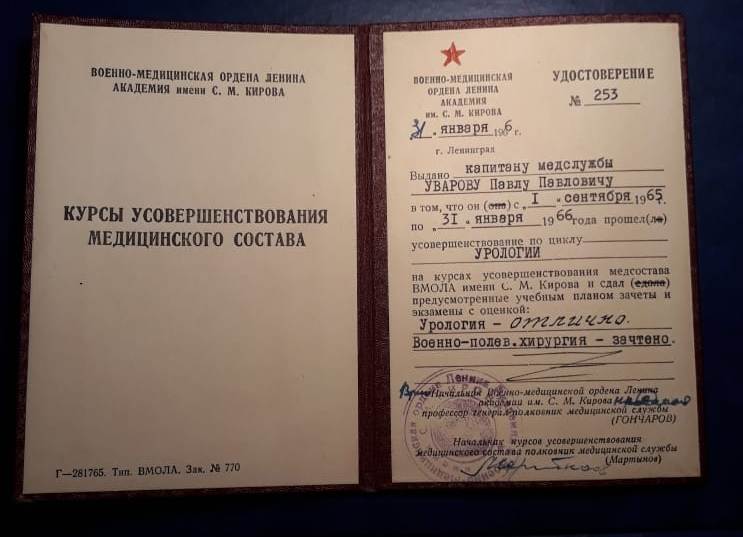 ВОЕННО-МЕДИЦИНСКАЯ ОРДЕНА ЛЕНИНА
АКАДЕМИЯ имени С. М. КИРОВА
КУРСЫ УСОВЕРШЕНСТВОВАНИЯ
МЕДИЦИНСКОГО СОСТАВА
Г—281765. Тип. ВМОЛА. Зак. № 770
ВОЕННО-МЕДИЦИНСКАЯ
ОРДЕНА ЛЕНИНА
АКАДЕМИЯ
им. С. М. КИРОВА
31 . января 1966 г.
г. Ленинград
УДОСТОВЕРЕНИЕ
№ 253
Выдано капитану медслужбы
УВАРОВУ Павлу Павловичу
в том, что он (она) с „ I „ сентября 1965г.
по „ 31 „ января 1966 года прошел(ла)
усовершенствование по циклу
УРОЛОГИИ
на курсах усовершенствования медсостава
ВМОЛА имени С. М. Кирова и сдал (сдала)
предусмотренные учебным планом зачеты и
экзамены с оценкой:
Урология - отлично.
Военно-полев.хирургия - зачтено.
Начальник Военно-медицинской ордена Ленина
академии им. С. М. Кирова
профессор генерал-полковник медицинской службы
(ГОНЧАРОВ)
Начальник курсов усовершенствования
медицинского состава полковник медицинской службы
(Мартынов)